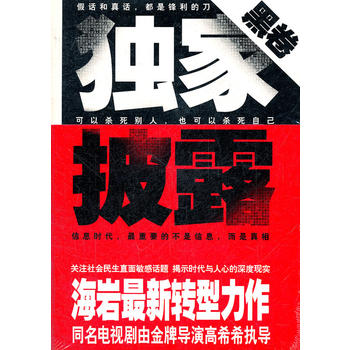 假话和真话，都是锋利的刀
黑卷
独家
可以杀死别人，也可以杀死自己
披露
信息时代，最重要的不是信息，而是真相
关注社会民生直面敏感话题 揭示时代与人心的深度现实
海岩最新转型力作
同名电视剧由金牌导演高希希执导